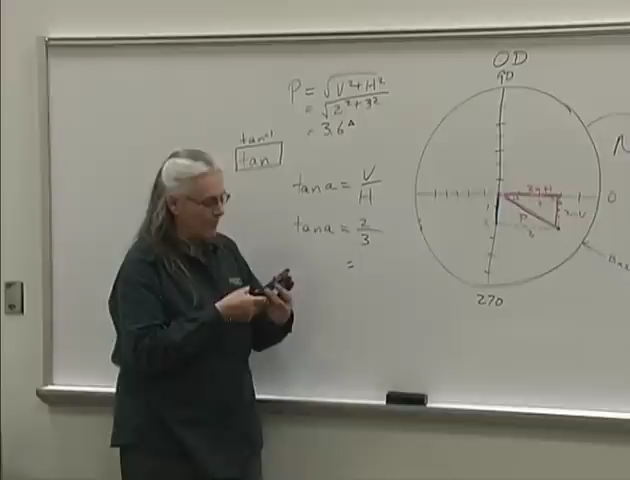 P = √V²+H²
= √2²+3²
= 3.6^Δ
tan⁻¹
tan
tan a = V/H
tan a = 2/3
=
OD
90
0
P
270